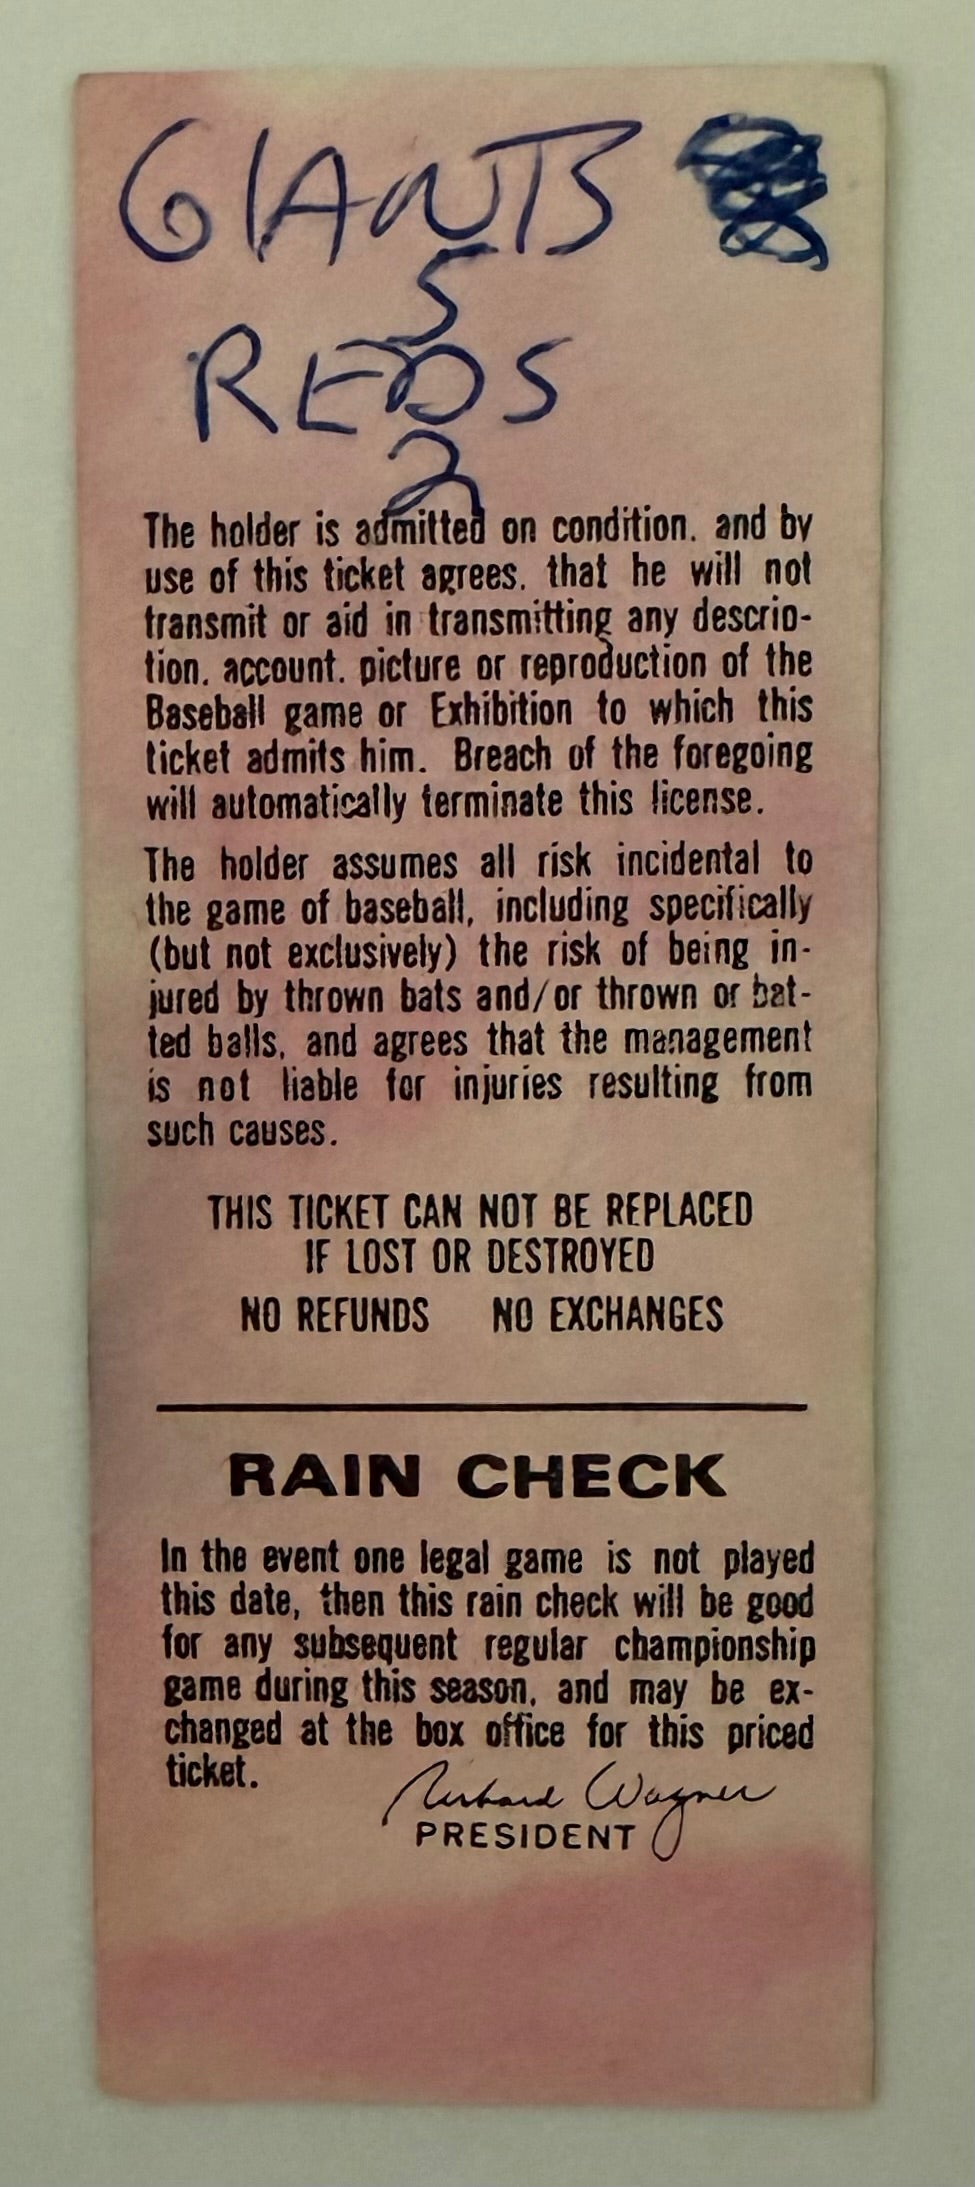 GIANTS
5
REDS
2
The holder is admitted on condition, and by
use of this ticket agrees, that he will not
transmit or aid in transmitting any descrip-
tion, account, picture or reproduction of the
Baseball game or Exhibition to which this
ticket admits him. Breach of the foregoing
will automatically terminate this license.
The holder assumes all risk incidental to
the game of baseball, including specifically
(but not exclusively) the risk of being in-
jured by thrown bats and/or thrown or bat-
ted balls, and agrees that the management
is not liable for injuries resulting from
such causes.
THIS TICKET CAN NOT BE REPLACED
IF LOST OR DESTROYED
NO REFUNDS NO EXCHANGES
RAIN CHECK
In the event one legal game is not played
this date, then this rain check will be good
for any subsequent regular championship
game during this season, and may be ex-
changed at the box office for this priced
ticket.
Richard Wagner
PRESIDENT